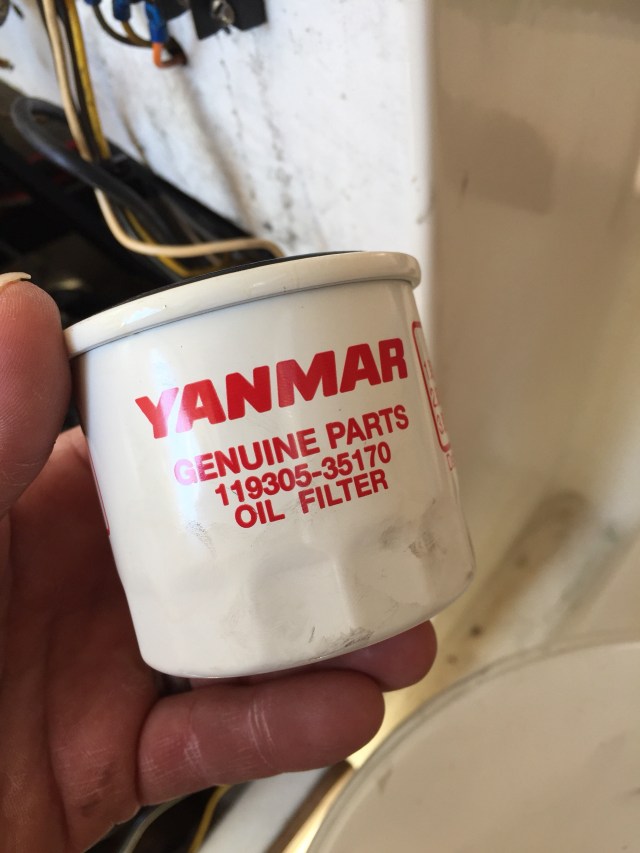 YANMAR
GENUINE PARTS
119305-35170
OIL FILTER